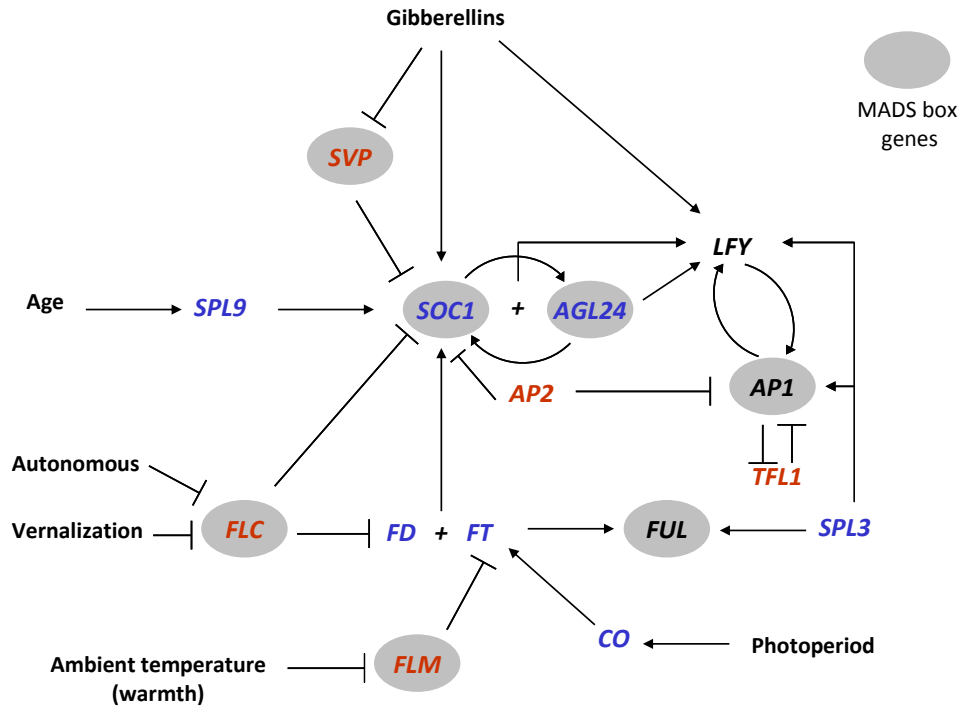 Gibberellins
MADS box
genes
SVP
LFY
Age
SPL9
SOC1
+
AGL24
AP2
AP1
Autonomous
TFL1
Vernalization
FLC
FD + FT
FUL
SPL3
CO
Photoperiod
Ambient temperature
(warmth)
FLM